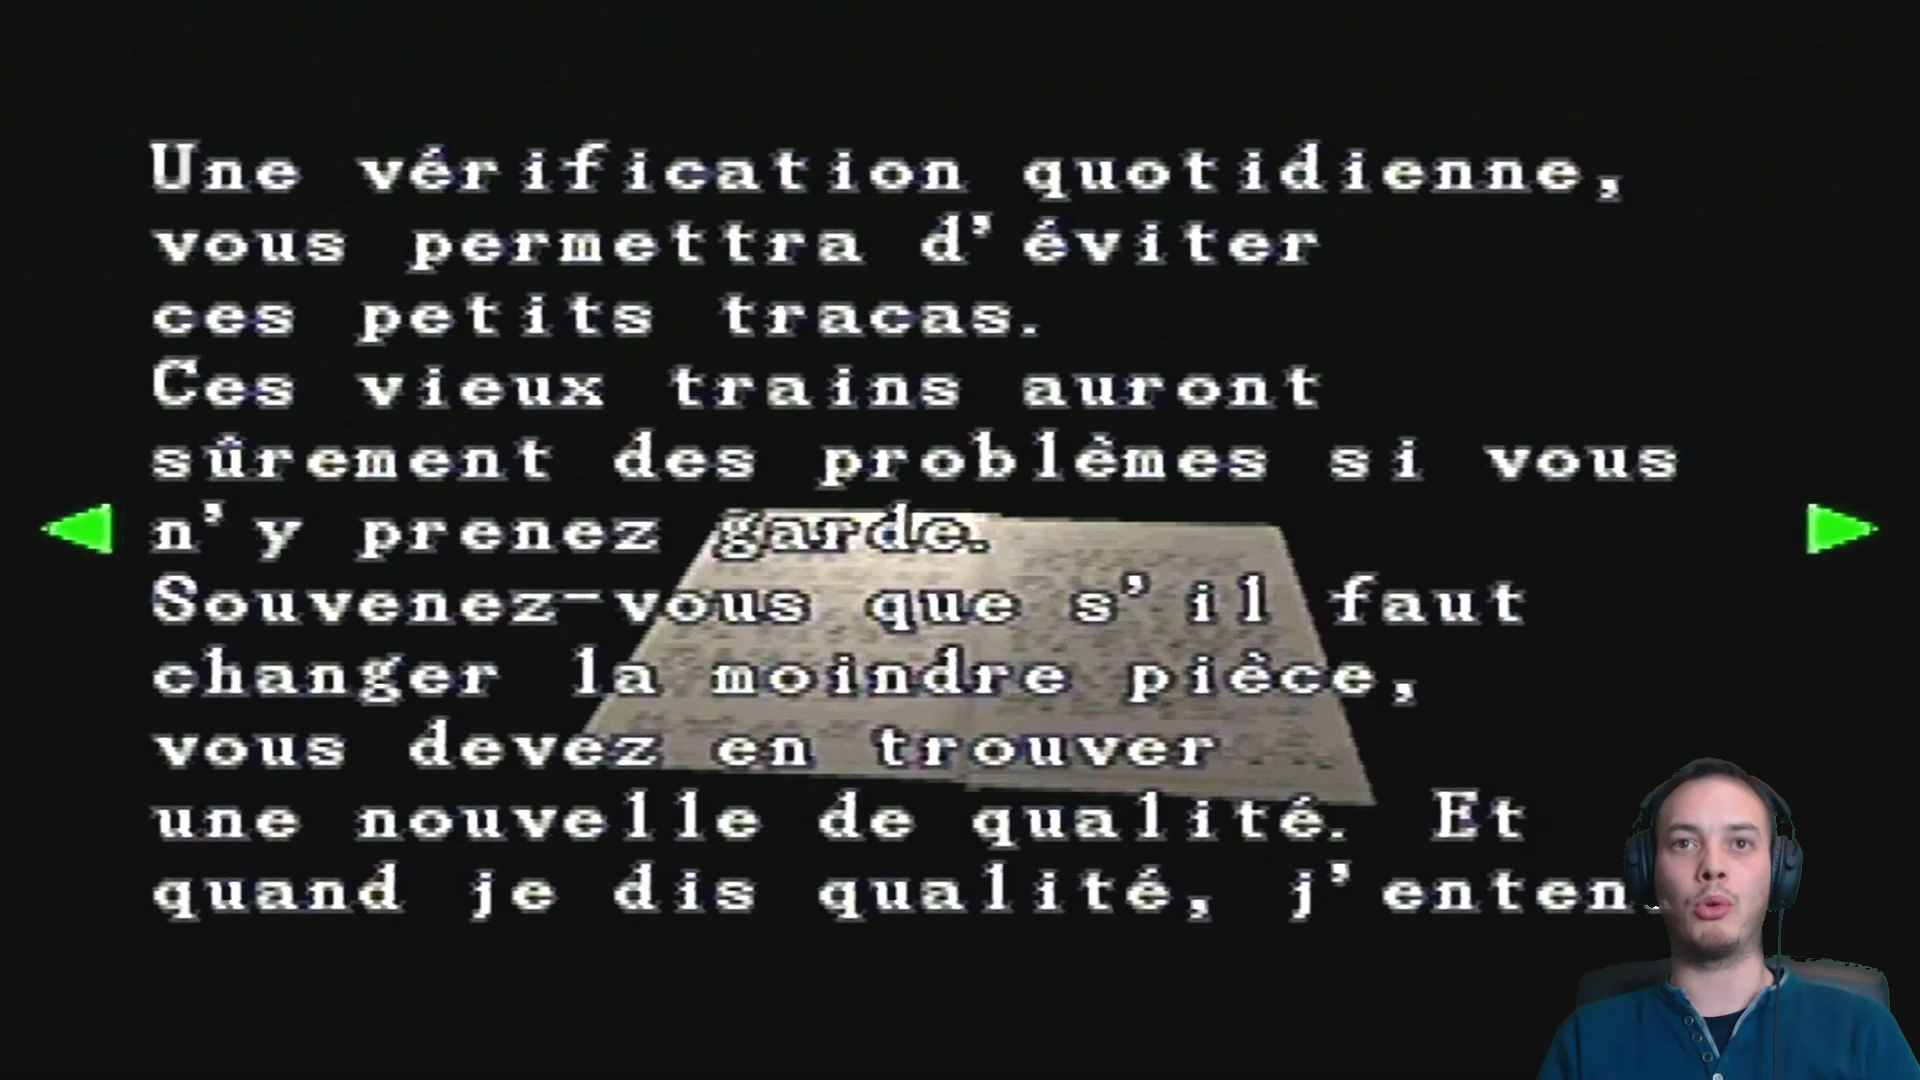 Une vérification quotidienne,
vous permettra d'éviter
ces petits tracas.
Ces vieux trains auront
sûrement des problèmes si vous
n'y prenez garde.
Souvenez-vous que s'il faut
changer la moindre pièce,
vous devez en trouver
une nouvelle de qualité. Et
quand je dis qualité, j'enten